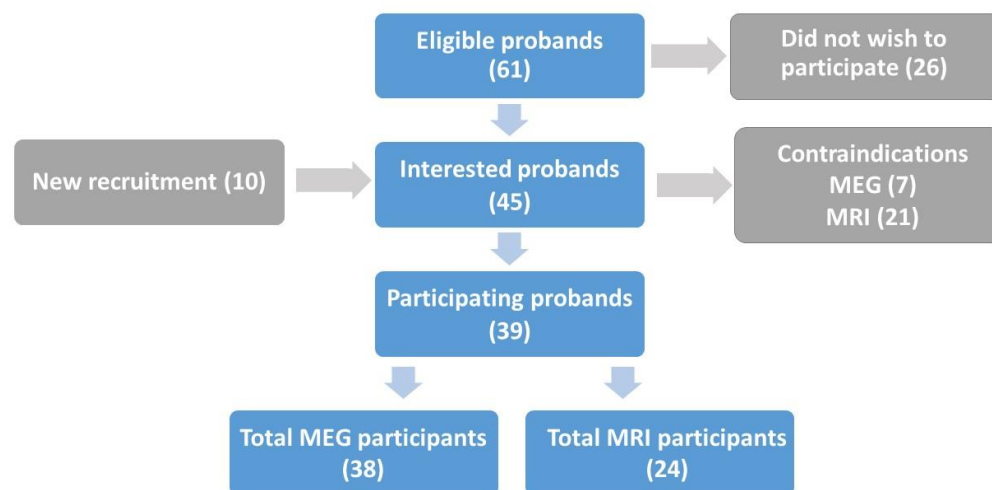 Eligible probands
(61)
Did not wish to
participate (26)
New recruitment (10)
Interested probands
(45)
Contraindications
MEG (7)
MRI (21)
Participating probands
(39)
Total MEG participants
(38)
Total MRI participants
(24)